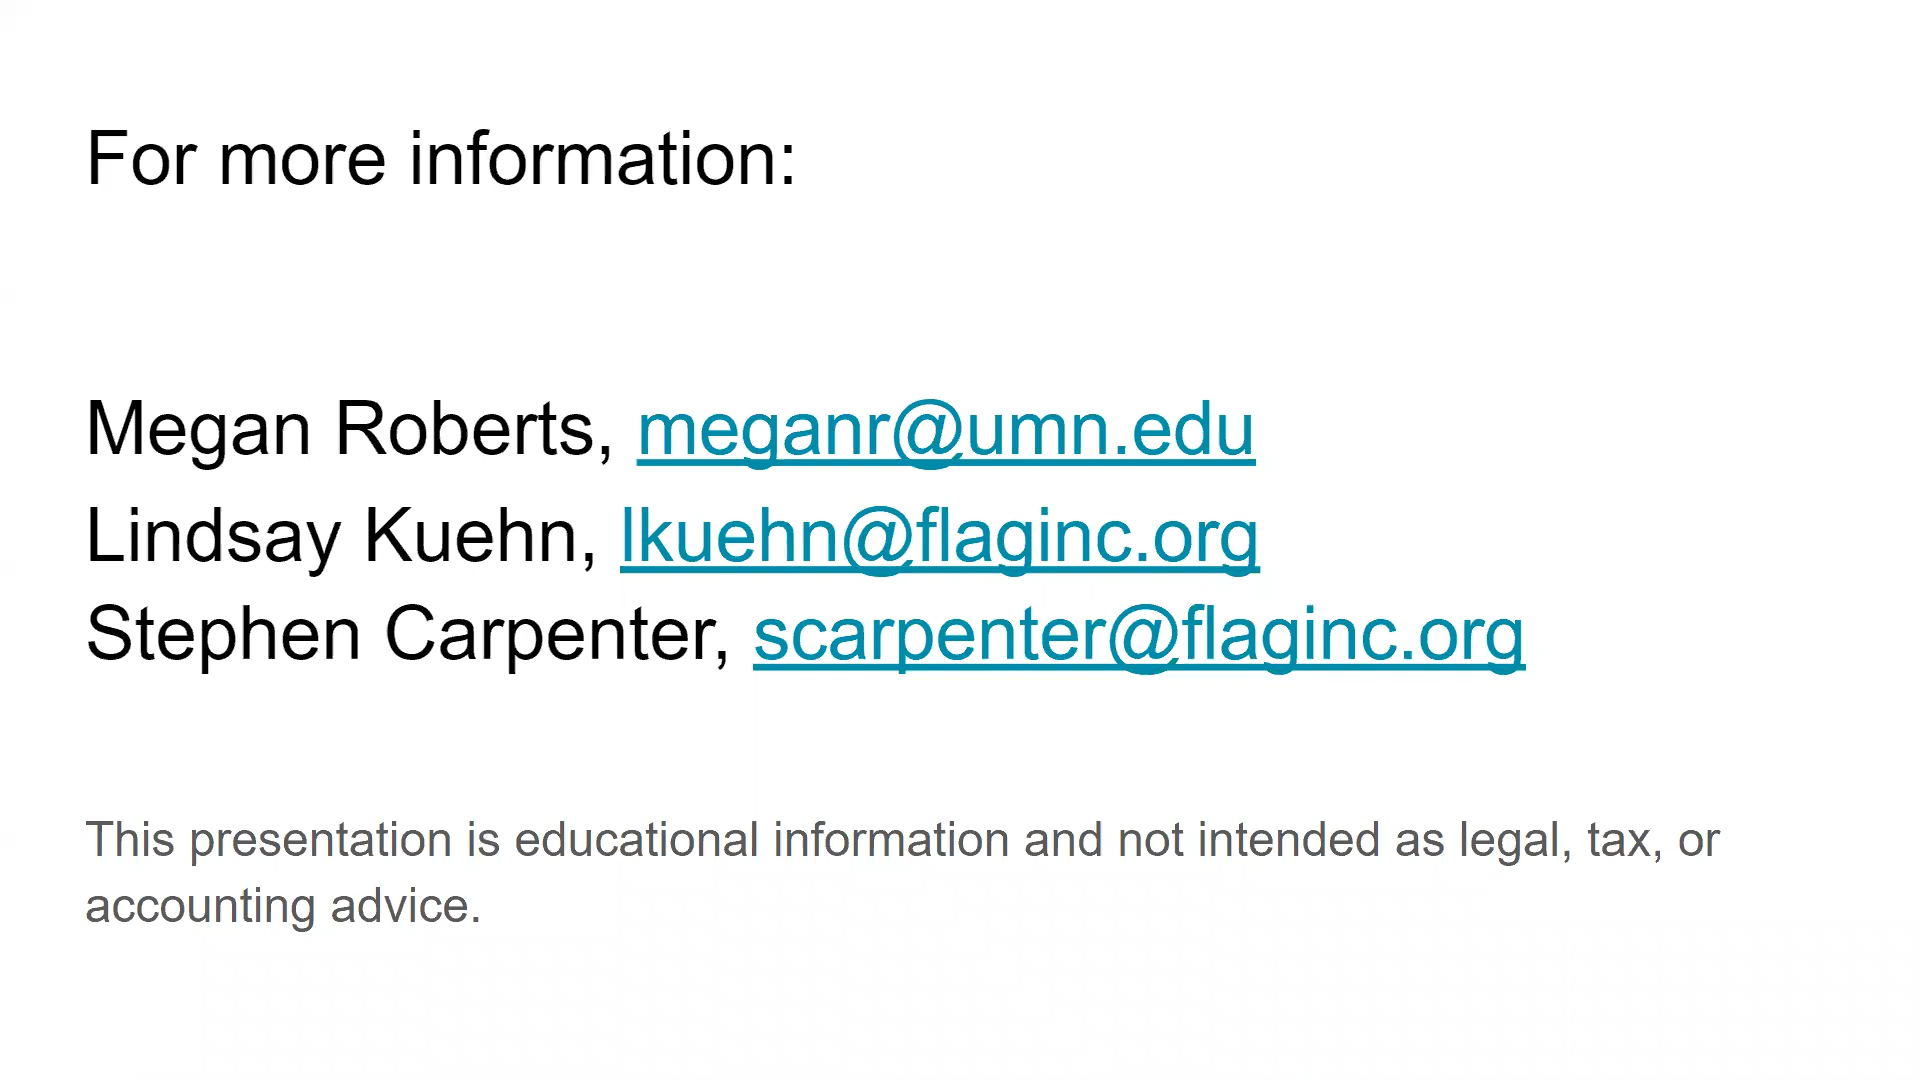 For more information:
Megan Roberts, meganr@umn.edu
Lindsay Kuehn, lkuehn@flaginc.org
Stephen Carpenter, scarpenter@flaginc.org
This presentation is educational information and not intended as legal, tax, or
accounting advice.